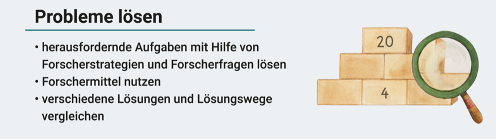 Probleme lösen
• herausfordernde Aufgaben mit Hilfe von
Forscherstrategien und Forscherfragen lösen
• Forschermittel nutzen
• verschiedene Lösungen und Lösungswege
vergleichen
20
4